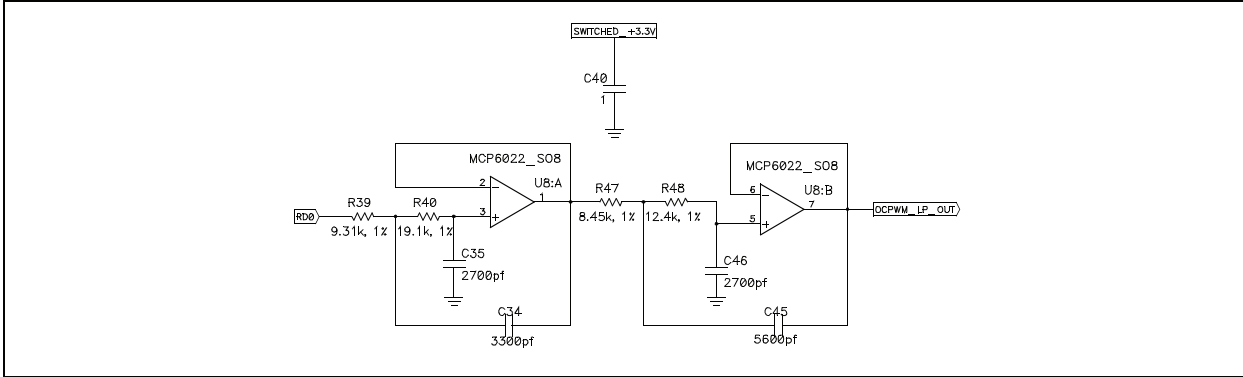 SWITCHED_+3.3V
C40
1
MCP6022_SO8
U8:A
2
1
3
R39
R40
RD0
9.31k, 1%
19.1k, 1%
C35
2700pf
C34
3300pf
R47
R48
8.45k, 1%
12.4k, 1%
MCP6022_SO8
U8:B
6
7
5
OCPWM_LP_OUT
C46
2700pf
C45
5600pf